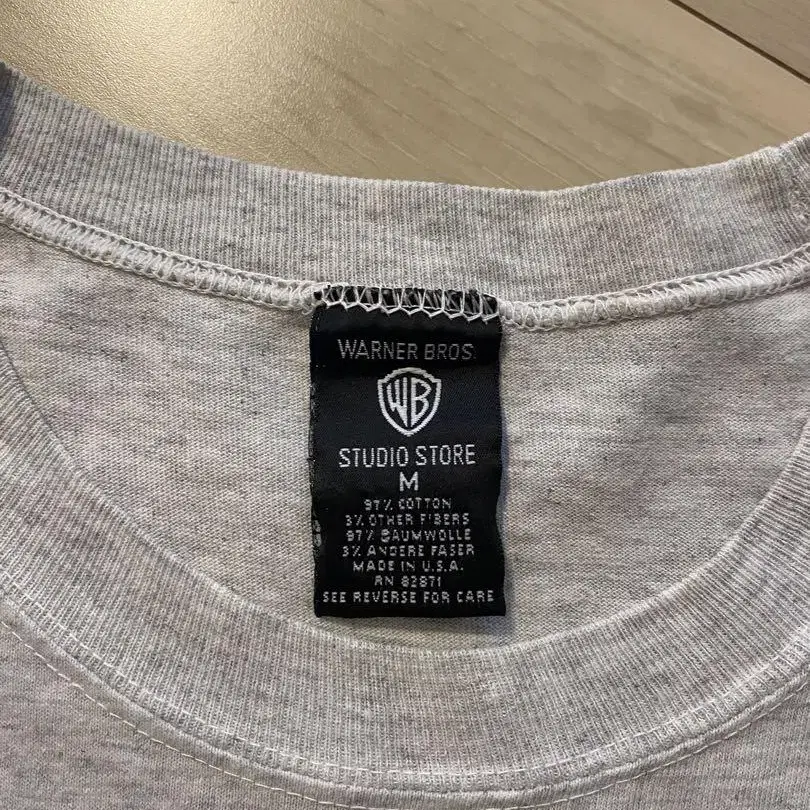 WARNER BROS.
WB
STUDIO STORE
M
97% COTTON
3% OTHER FIBERS
97% BAUMWOLLE
3% ANDERE FASER
MADE IN U.S.A.
RN 82871
SEE REVERSE FOR CARE